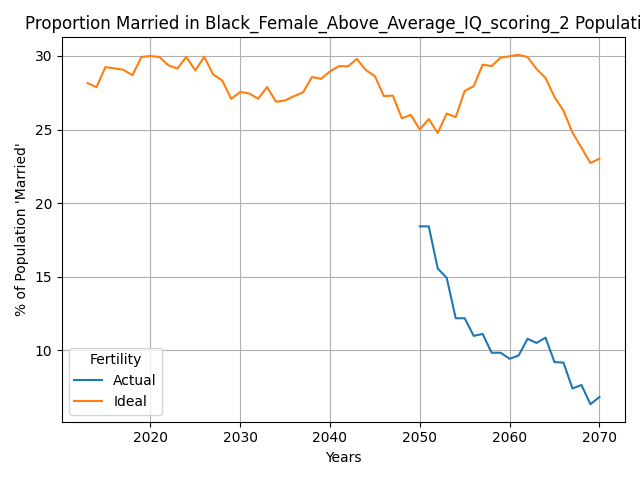 Proportion Married in Black_Female_Above_Average_IQ_scoring_2 Populati
% of Population 'Married'
30
25
20
15
10
Fertility
Actual
Ideal
2020 2030 2040 2050 2060 2070
Years